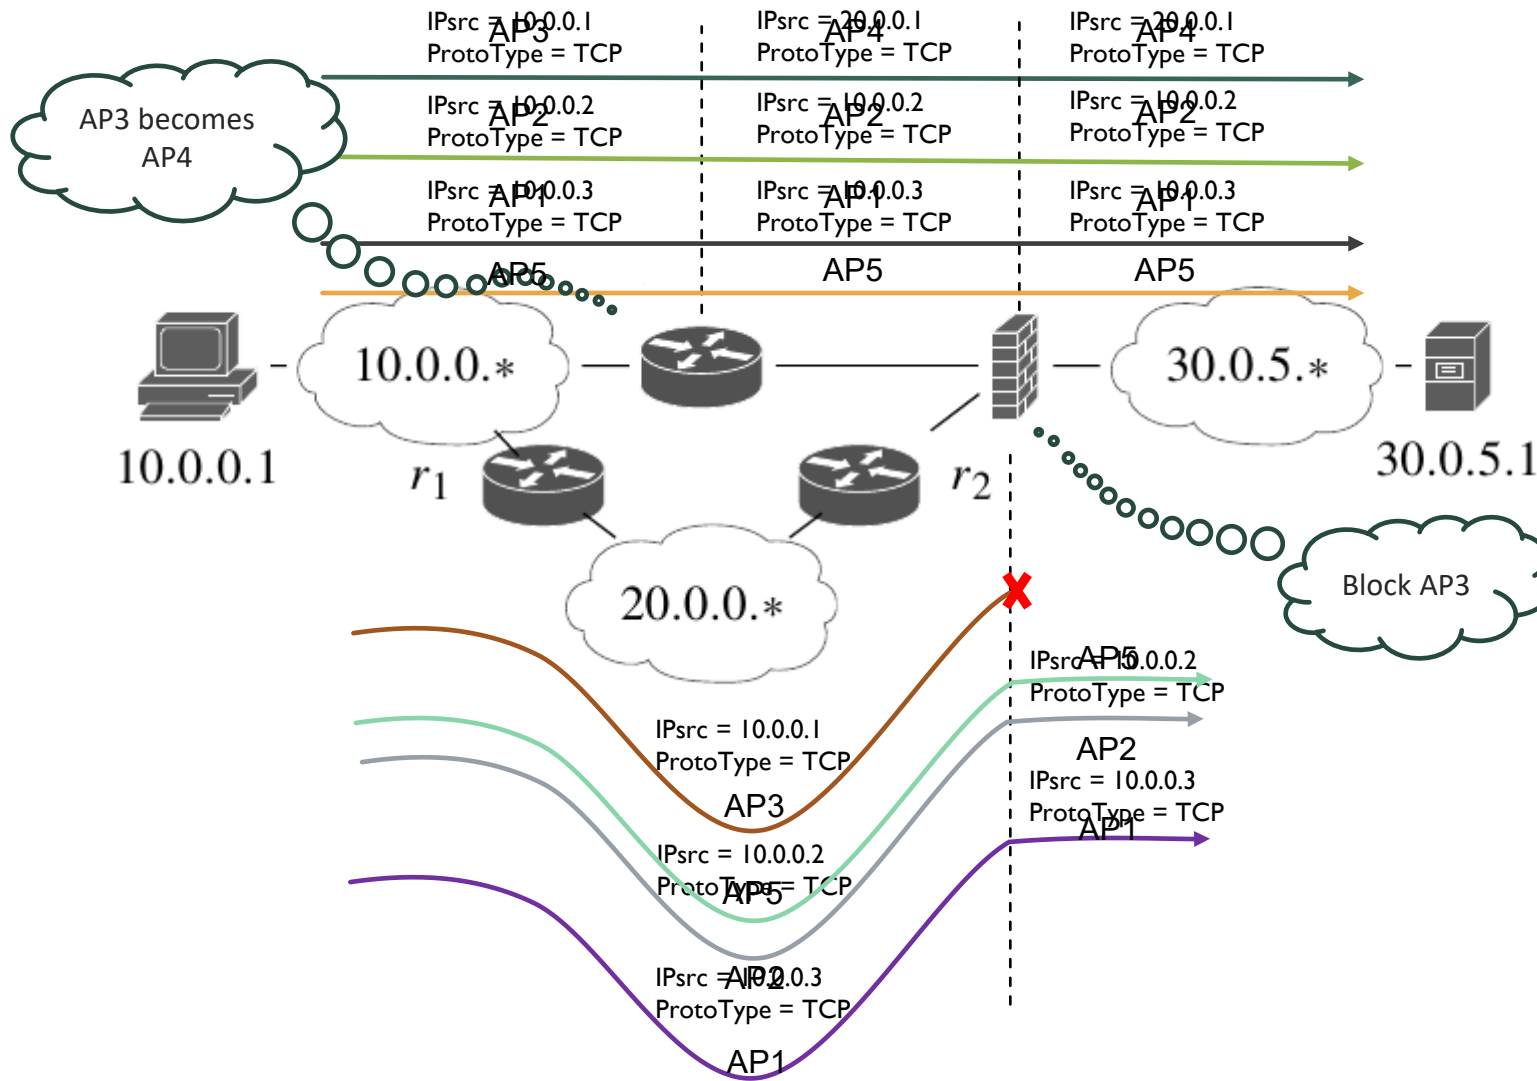 IPsrc = 10.0.0.1
ProtoType = TCP
AP3
IPsrc = 20.0.0.1
ProtoType = TCP
AP4
IPsrc = 20.0.0.1
ProtoType = TCP
AP4
AP3 becomes
AP4
IPsrc = 10.0.0.2
ProtoType = TCP
AP2
IPsrc = 10.0.0.2
ProtoType = TCP
AP2
IPsrc = 10.0.0.2
ProtoType = TCP
AP2
IPsrc = 10.0.0.3
ProtoType = TCP
AP1
IPsrc = 10.0.0.3
ProtoType = TCP
AP1
IPsrc = 10.0.0.3
ProtoType = TCP
AP1
AP5
AP5
AP5
10.0.0.*
30.0.5.*
10.0.0.1
r1
r2
30.0.5.1
20.0.0.*
Block AP3
IPsrc = 10.0.0.2
ProtoType = TCP
AP5
IPsrc = 10.0.0.1
ProtoType = TCP
AP3
AP2
IPsrc = 10.0.0.3
ProtoType = TCP
AP1
IPsrc = 10.0.0.2
ProtoType = TCP
AP5
AP2
IPsrc = 10.0.0.3
ProtoType = TCP
AP1